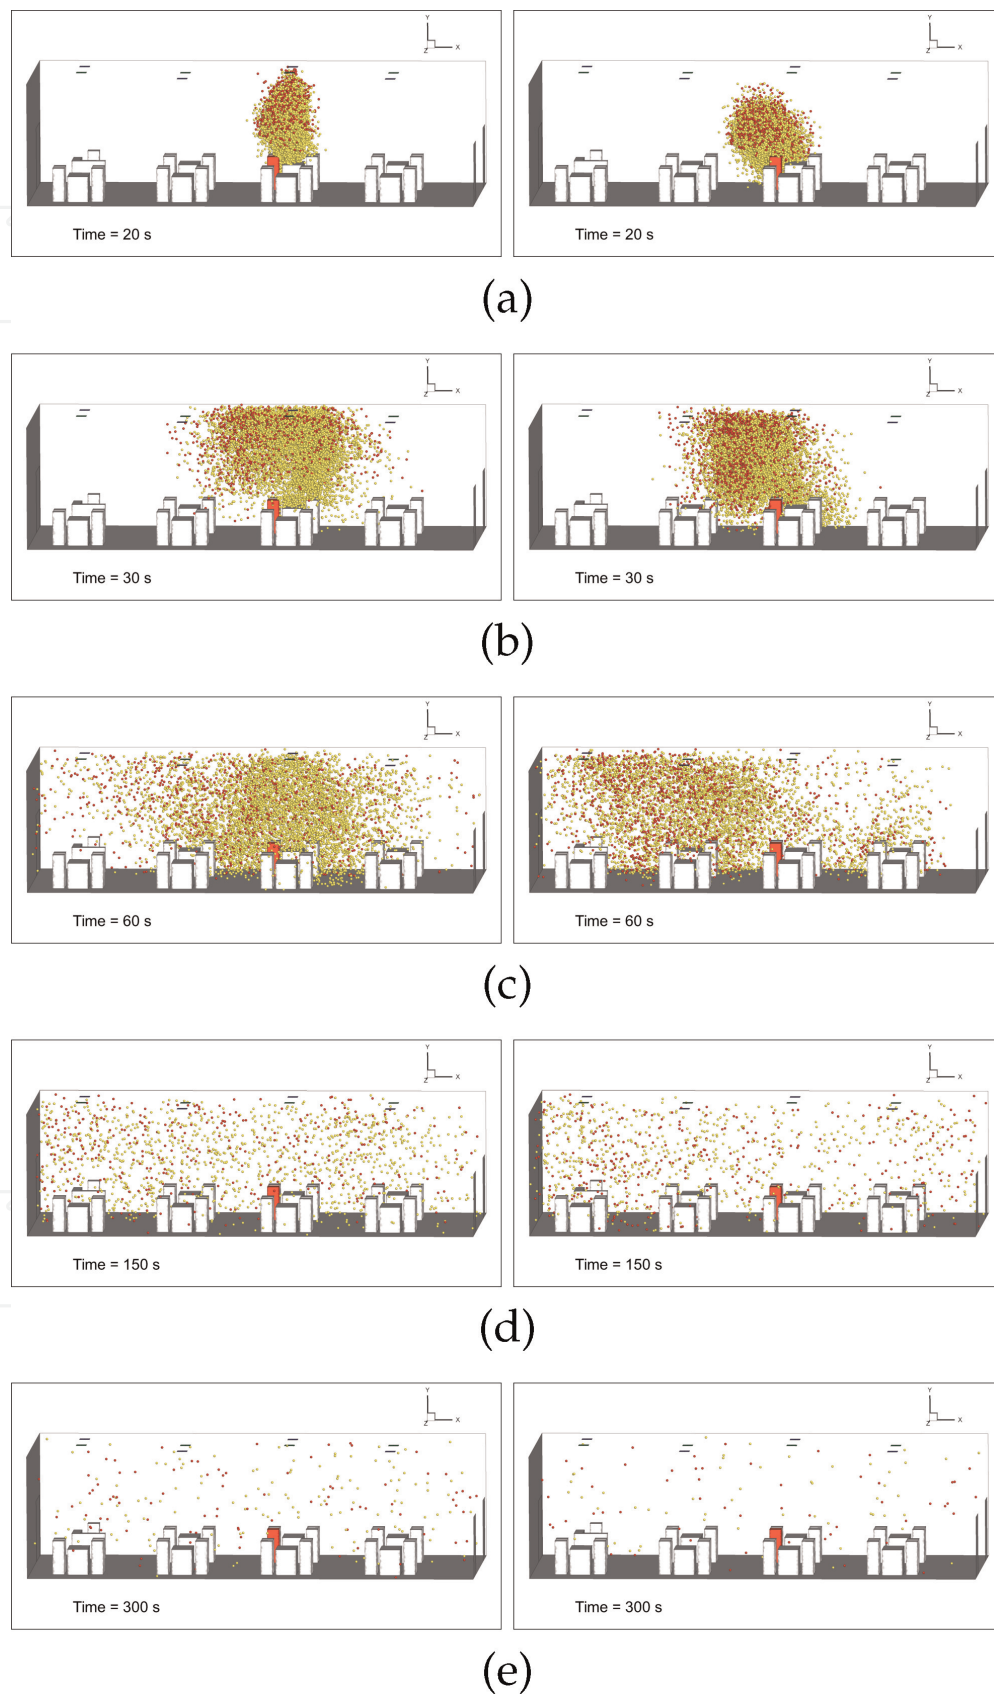 Y Y
Z X Z X
Time = 20 s Time = 20 s
(a)
Y Y
Z X Z X
Time = 30 s Time = 30 s
(b)
Y Y
Z X Z X
Time = 60 s Time = 60 s
(c)
Y Y
Z X Z X
Time = 150 s Time = 150 s
(d)
Y Y
Z X Z X
Time = 300 s Time = 300 s
(e)